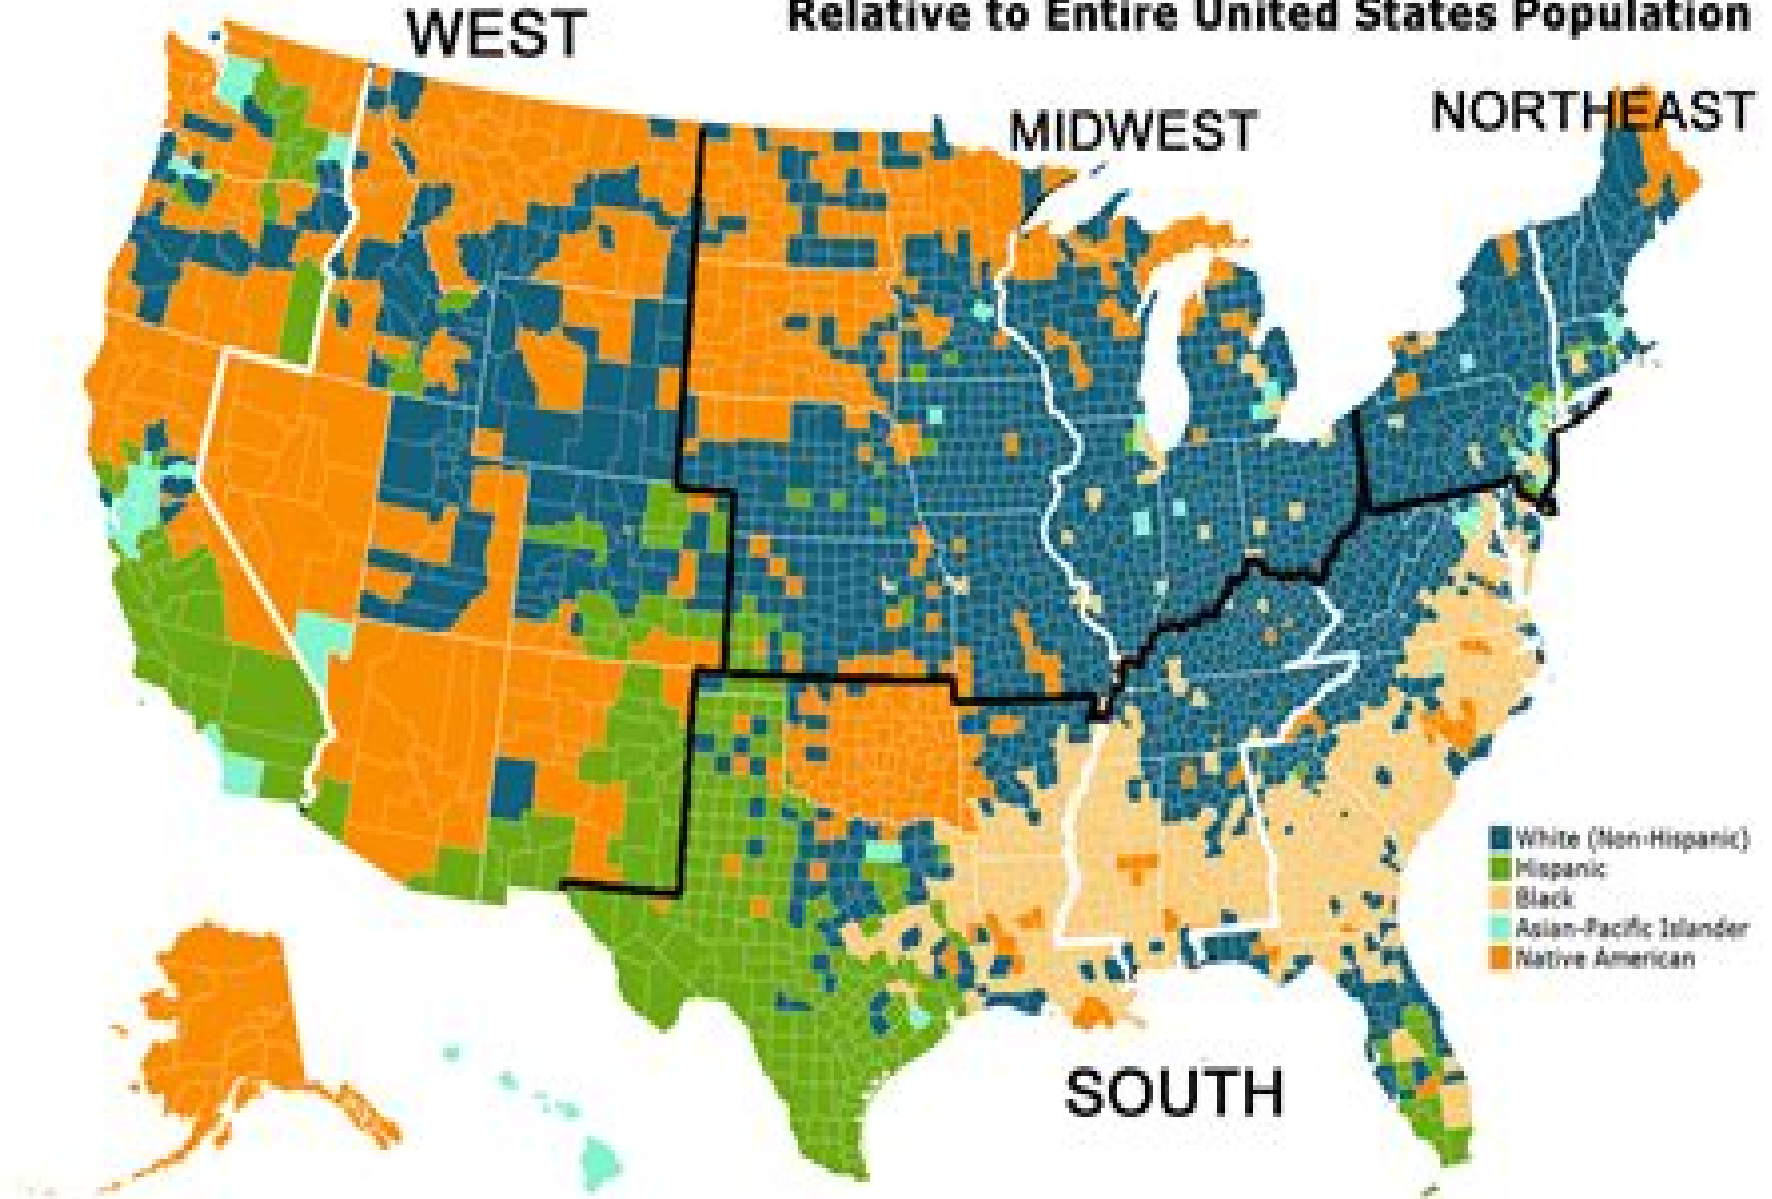 Relative to Entire United States Population
WEST
MIDWEST
NORTHEAST
SOUTH
White (Non-Hispanic)
Hispanic
Black
Asian-Pacific Islander
Native American